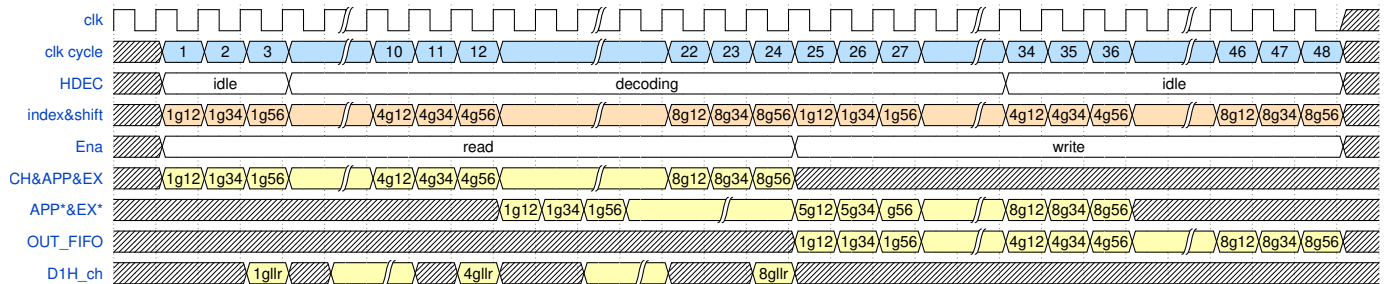 clk
clk cycle 1 2 3 10 11 12 22 23 24 25 26 27 34 35 36 46 47 48
HDEC idle decoding idle
index&shift 1g12 1g34 1g56 4g12 4g34 4g56 8g12 8g34 8g56 1g12 1g34 1g56 4g12 4g34 4g56 8g12 8g34 8g56
Ena read write
CH&APP&EX 1g12 1g34 1g56 4g12 4g34 4g56 8g12 8g34 8g56
APP*&EX* 1g12 1g34 1g56 5g12 5g34 g56 8g12 8g34 8g56
OUT_FIFO 1g12 1g34 1g56 4g12 4g34 4g56 8g12 8g34 8g56
D1H_ch 1gllr 4gllr 8gllr